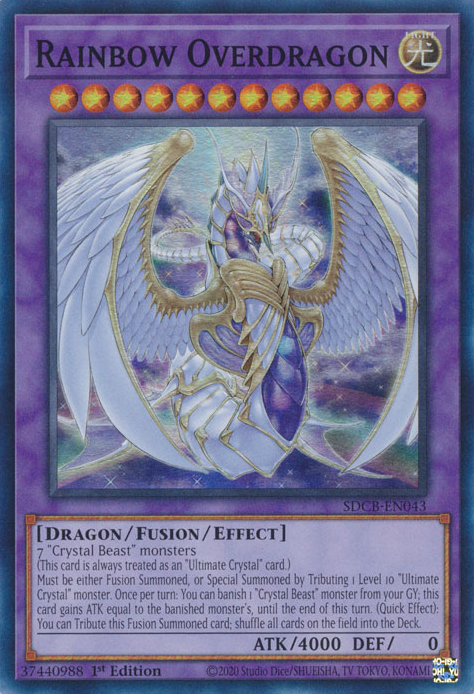 RAINBOW OVERDRAGON
LIGHT
光
SDCB-EN043
[DRAGON/FUSION/EFFECT]
7 "Crystal Beast" monsters
(This card is always treated as an "Ultimate Crystal" card.)
Must be either Fusion Summoned, or Special Summoned by Tributing 1 Level 10 "Ultimate
Crystal" monster. Once per turn: You can banish 1 "Crystal Beast" monster from your GY; this
card gains ATK equal to the banished monster's, until the end of this turn. (Quick Effect):
You can Tribute this Fusion Summoned card; shuffle all cards on the field into the Deck.
ATK/4000 DEF/ 0
37440988 1st Edition ©2020 Studio Dice/SHUEISHA, TV TOKYO, KONAMI